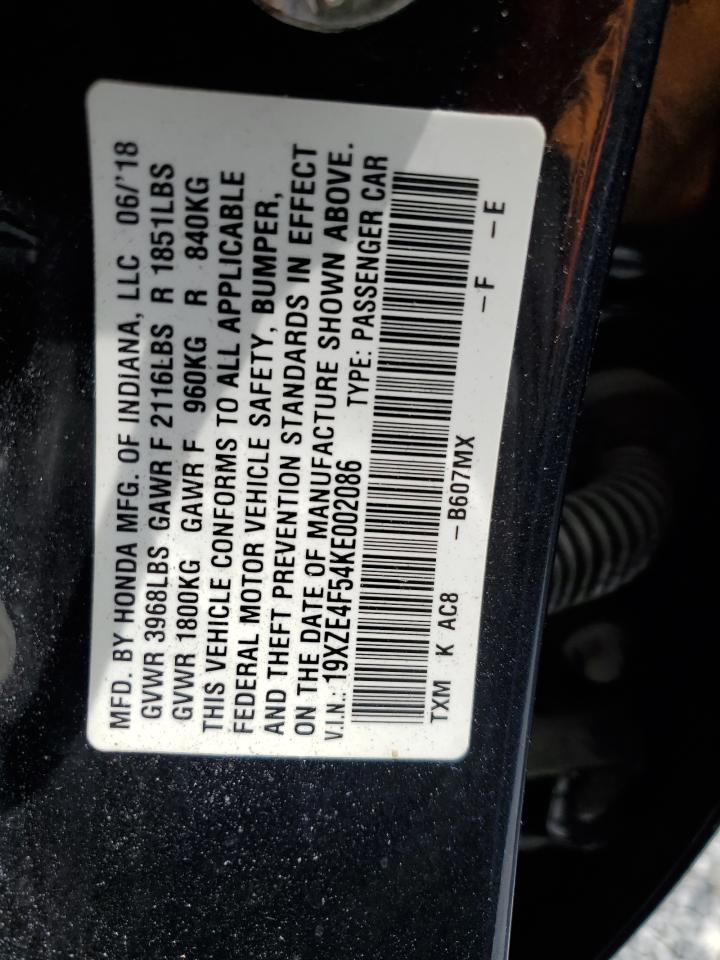 MFD. BY HONDA MFG. OF INDIANA, LLC 06/'18
GVWR 3968LBS GAWR F 2116LBS R 1851LBS
GVWR 1800KG GAWR F 960KG R 840KG
THIS VEHICLE CONFORMS TO ALL APPLICABLE
FEDERAL MOTOR VEHICLE SAFETY, BUMPER,
AND THEFT PREVENTION STANDARDS IN EFFECT
ON THE DATE OF MANUFACTURE SHOWN ABOVE.
V.I.N.: 19XZE4F54KE002086 TYPE: PASSENGER CAR
TXM K AC8 -B607MX -F -E